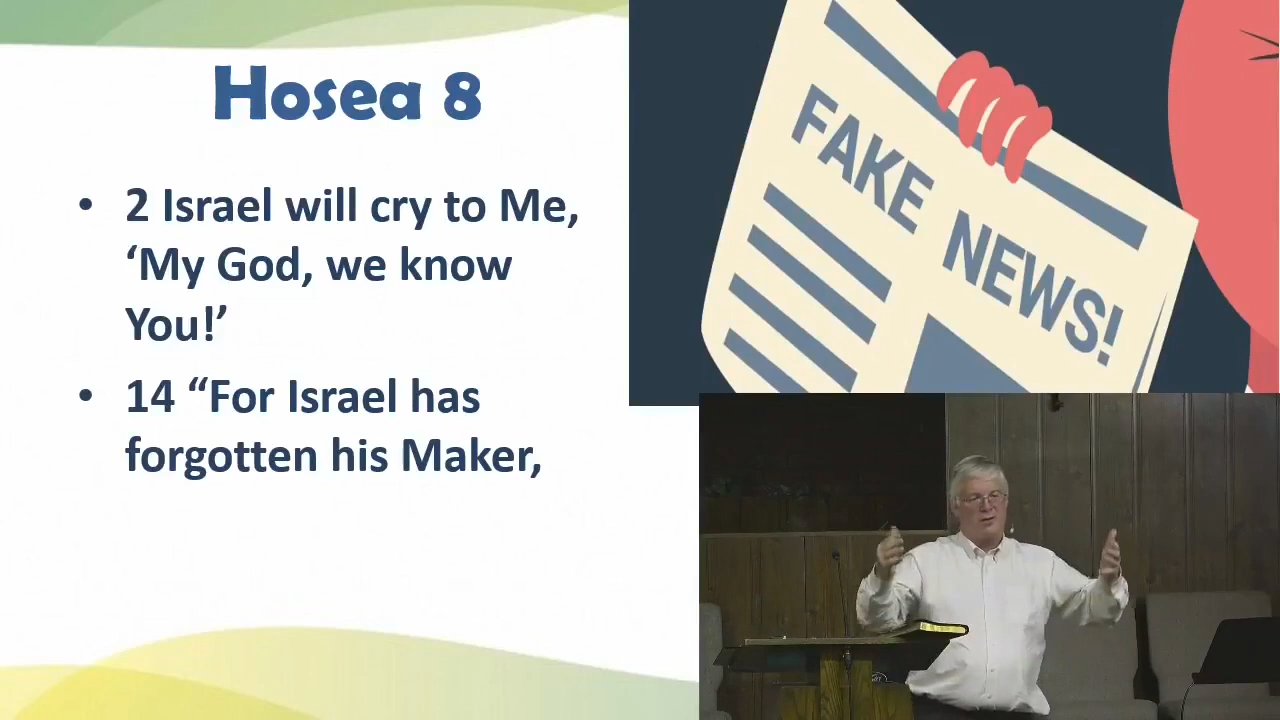 Hosea 8
• 2 Israel will cry to Me,
‘My God, we know
You!’
• 14 “For Israel has
forgotten his Maker,
FAKE NEWS!